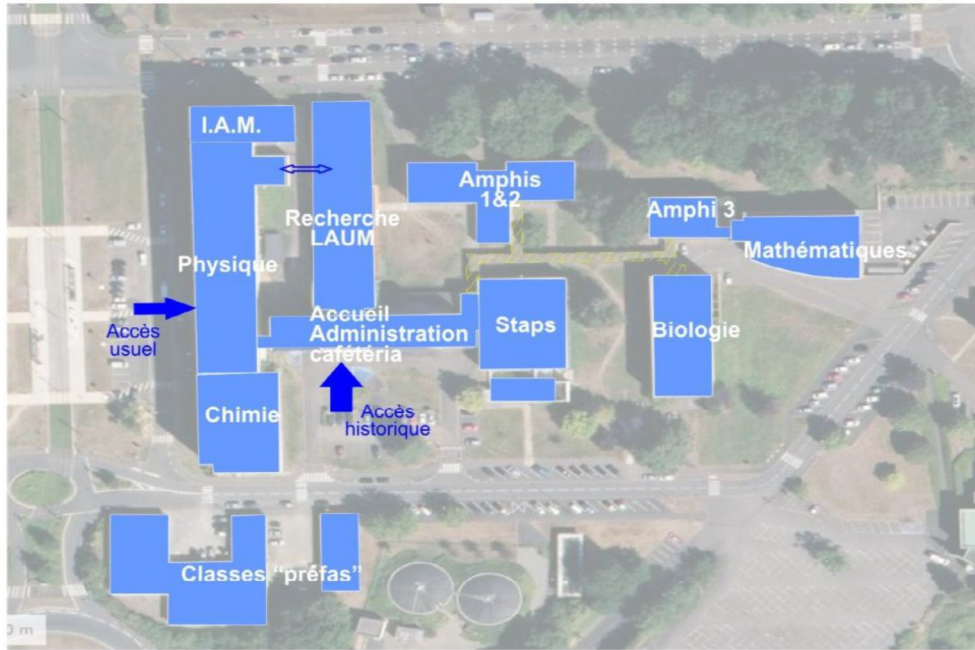 I.A.M.
Amphis
1&2
Recherche
LAUM
Amphi 3
Mathématiques
Physique
Accès
usuel
Accueil
Administration
cafétéria
Staps
Biologie
Chimie
Accès
historique
Classes “préfas”
0 m